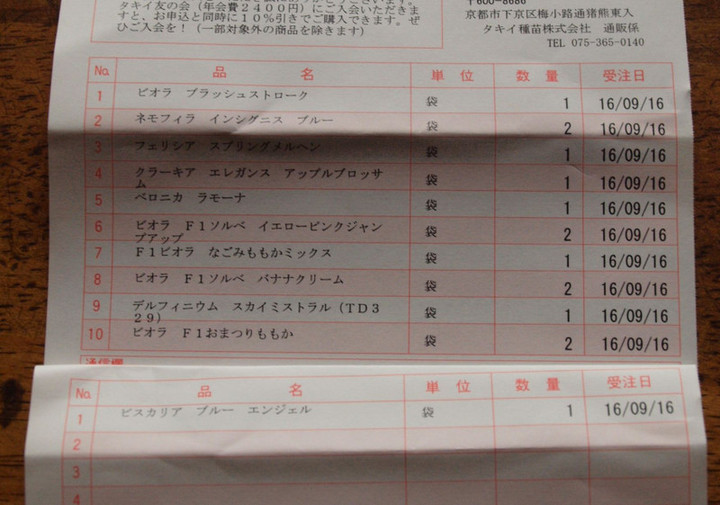 タキイ友の会（年会費２４００円）にご入会いただきま
すと、お申込と同時に１０％引きでご購入できます。ぜ
ひご入会を！（一部対象外の商品を除きます）
〒600-8686
京都市下京区梅小路通猪熊東入
タキイ種苗株式会社　通販係
TEL 075-365-0140
No. 品　名 単　位 数　量 受注日
1 ビオラ　ブラッシュストローク 袋 1 16/09/16
2 ネモフィラ　インシグニス　ブルー 袋 2 16/09/16
3 フェリシア　スプリングメルヘン 袋 1 16/09/16
4 クラーキア　エレガンス　アップルブロッサ
ム 袋 1 16/09/16
5 ベロニカ　ラモーナ 袋 1 16/09/16
6 ビオラ　Ｆ１ソルベ　イエローピンクジャン
プアップ 袋 2 16/09/16
7 Ｆ１ビオラ　なごみももかミックス 袋 1 16/09/16
8 ビオラ　Ｆ１ソルベ　バナナクリーム 袋 2 16/09/16
9 デルフィニウム　スカイミストラル（ＴＤ３
２９） 袋 1 16/09/16
10 ビオラ　Ｆ１おまつりももか 袋 2 16/09/16
通信欄
No. 品　名 単　位 数　量 受注日
1 ビスカリア　ブルー　エンジェル 袋 1 16/09/16
2
3
4